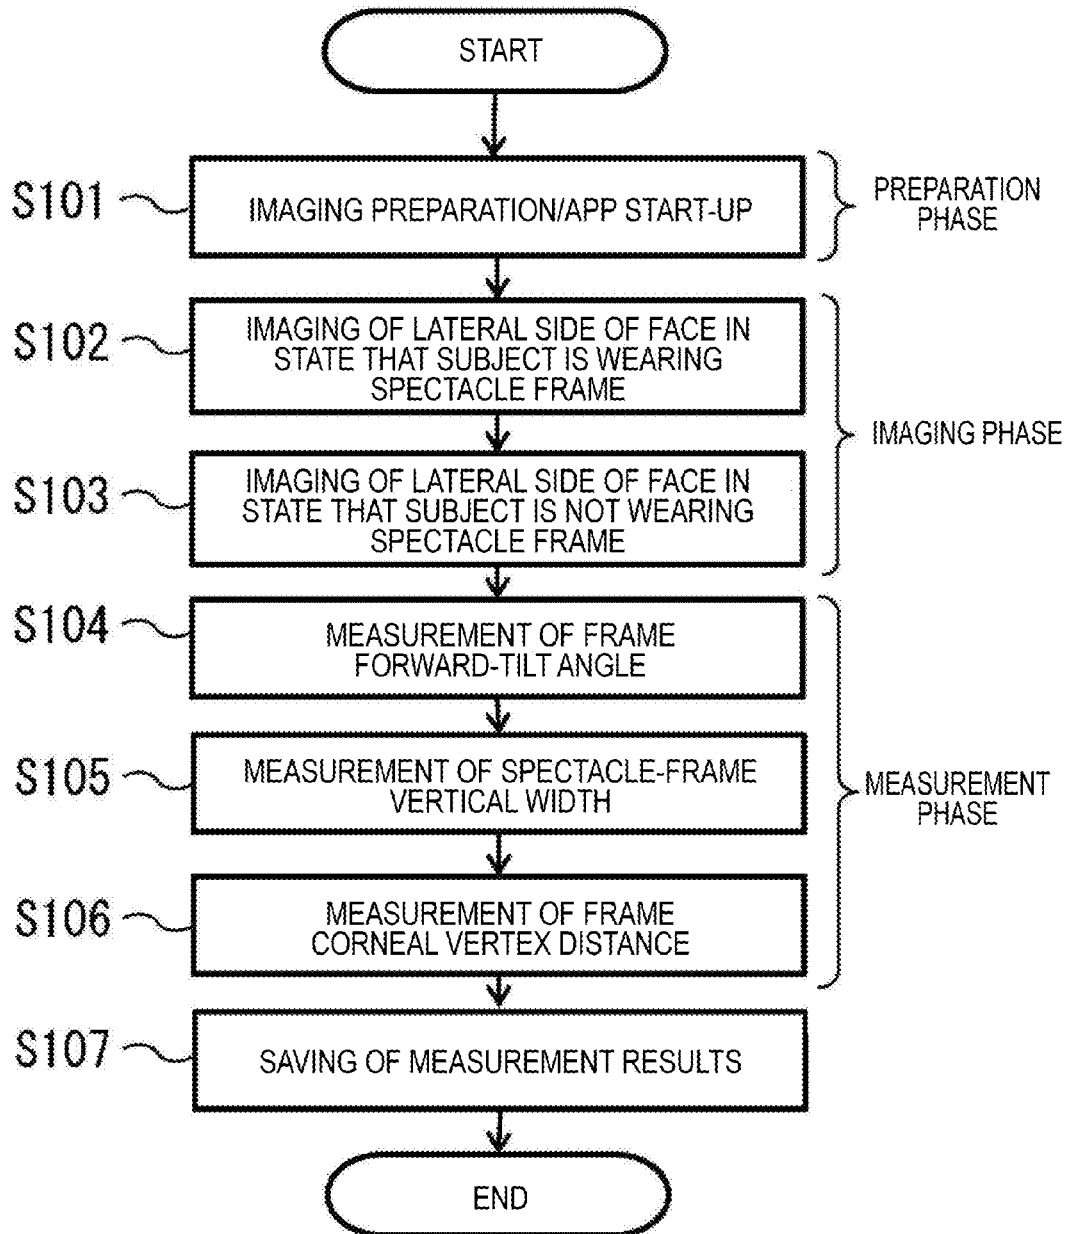 START
S101
IMAGING PREPARATION/APP START-UP
PREPARATION
PHASE
S102
IMAGING OF LATERAL SIDE OF FACE IN
STATE THAT SUBJECT IS WEARING
SPECTACLE FRAME
IMAGING PHASE
S103
IMAGING OF LATERAL SIDE OF FACE IN
STATE THAT SUBJECT IS NOT WEARING
SPECTACLE FRAME
S104
MEASUREMENT OF FRAME
FORWARD-TILT ANGLE
S105
MEASUREMENT OF SPECTACLE-FRAME
VERTICAL WIDTH
MEASUREMENT
PHASE
S106
MEASUREMENT OF FRAME
CORNEAL VERTEX DISTANCE
S107
SAVING OF MEASUREMENT RESULTS
END